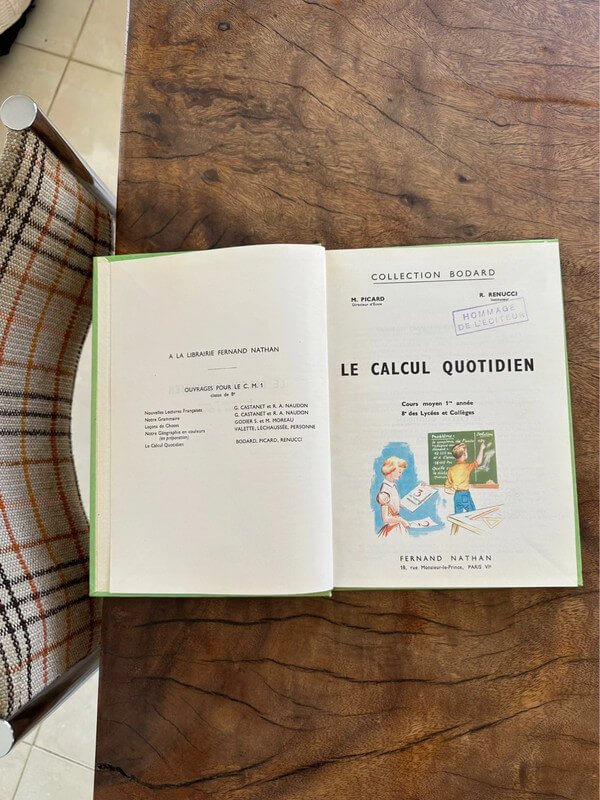 A LA LIBRAIRIE FERNAND NATHAN
OUVRAGES POUR LE C. M. 1
classe de 8e
Nouvelles Lectures Françaises G. CASTANET et R. A. NAUDON
Notre Grammaire G. CASTANET et R. A. NAUDON
Leçons de Choses GODIER S. et M. MOREAU
Notre Géographie en couleurs VALETTE, LECHAUSSÉE, PERSONNE
(en préparation)
Le Calcul Quotidien BODARD, PICARD, RENUCCI
COLLECTION BODARD
M. PICARD R. RENUCCI
Directeur d'École Instituteur
HOMMAGE
DE L'ÉDITEUR
LE CALCUL QUOTIDIEN
Cours moyen 1re année
8e des Lycées et Collèges
Problème:
Solution
FERNAND NATHAN
18, rue Monsieur-le-Prince, PARIS VIe